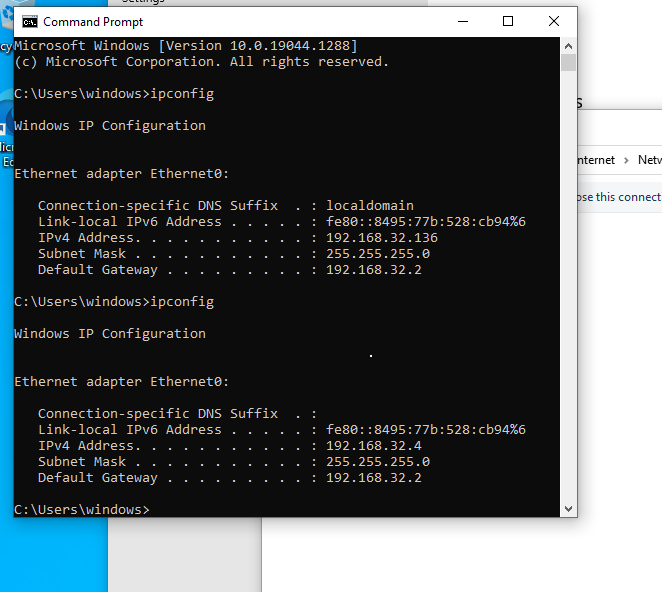 Settings
Command Prompt
Microsoft Windows [Version 10.0.19044.1288]
(c) Microsoft Corporation. All rights reserved.
C:\Users\windows>ipconfig
Windows IP Configuration
Ethernet adapter Ethernet0:
Connection-specific DNS Suffix  . : localdomain
Link-local IPv6 Address . . . . . : fe80::8495:77b:528:cb94%6
IPv4 Address. . . . . . . . . . . : 192.168.32.136
Subnet Mask . . . . . . . . . . . : 255.255.255.0
Default Gateway . . . . . . . . . : 192.168.32.2
C:\Users\windows>ipconfig
Windows IP Configuration
Ethernet adapter Ethernet0:
Connection-specific DNS Suffix  . :
Link-local IPv6 Address . . . . . : fe80::8495:77b:528:cb94%6
IPv4 Address. . . . . . . . . . . : 192.168.32.4
Subnet Mask . . . . . . . . . . . : 255.255.255.0
Default Gateway . . . . . . . . . : 192.168.32.2
C:\Users\windows>
this connect